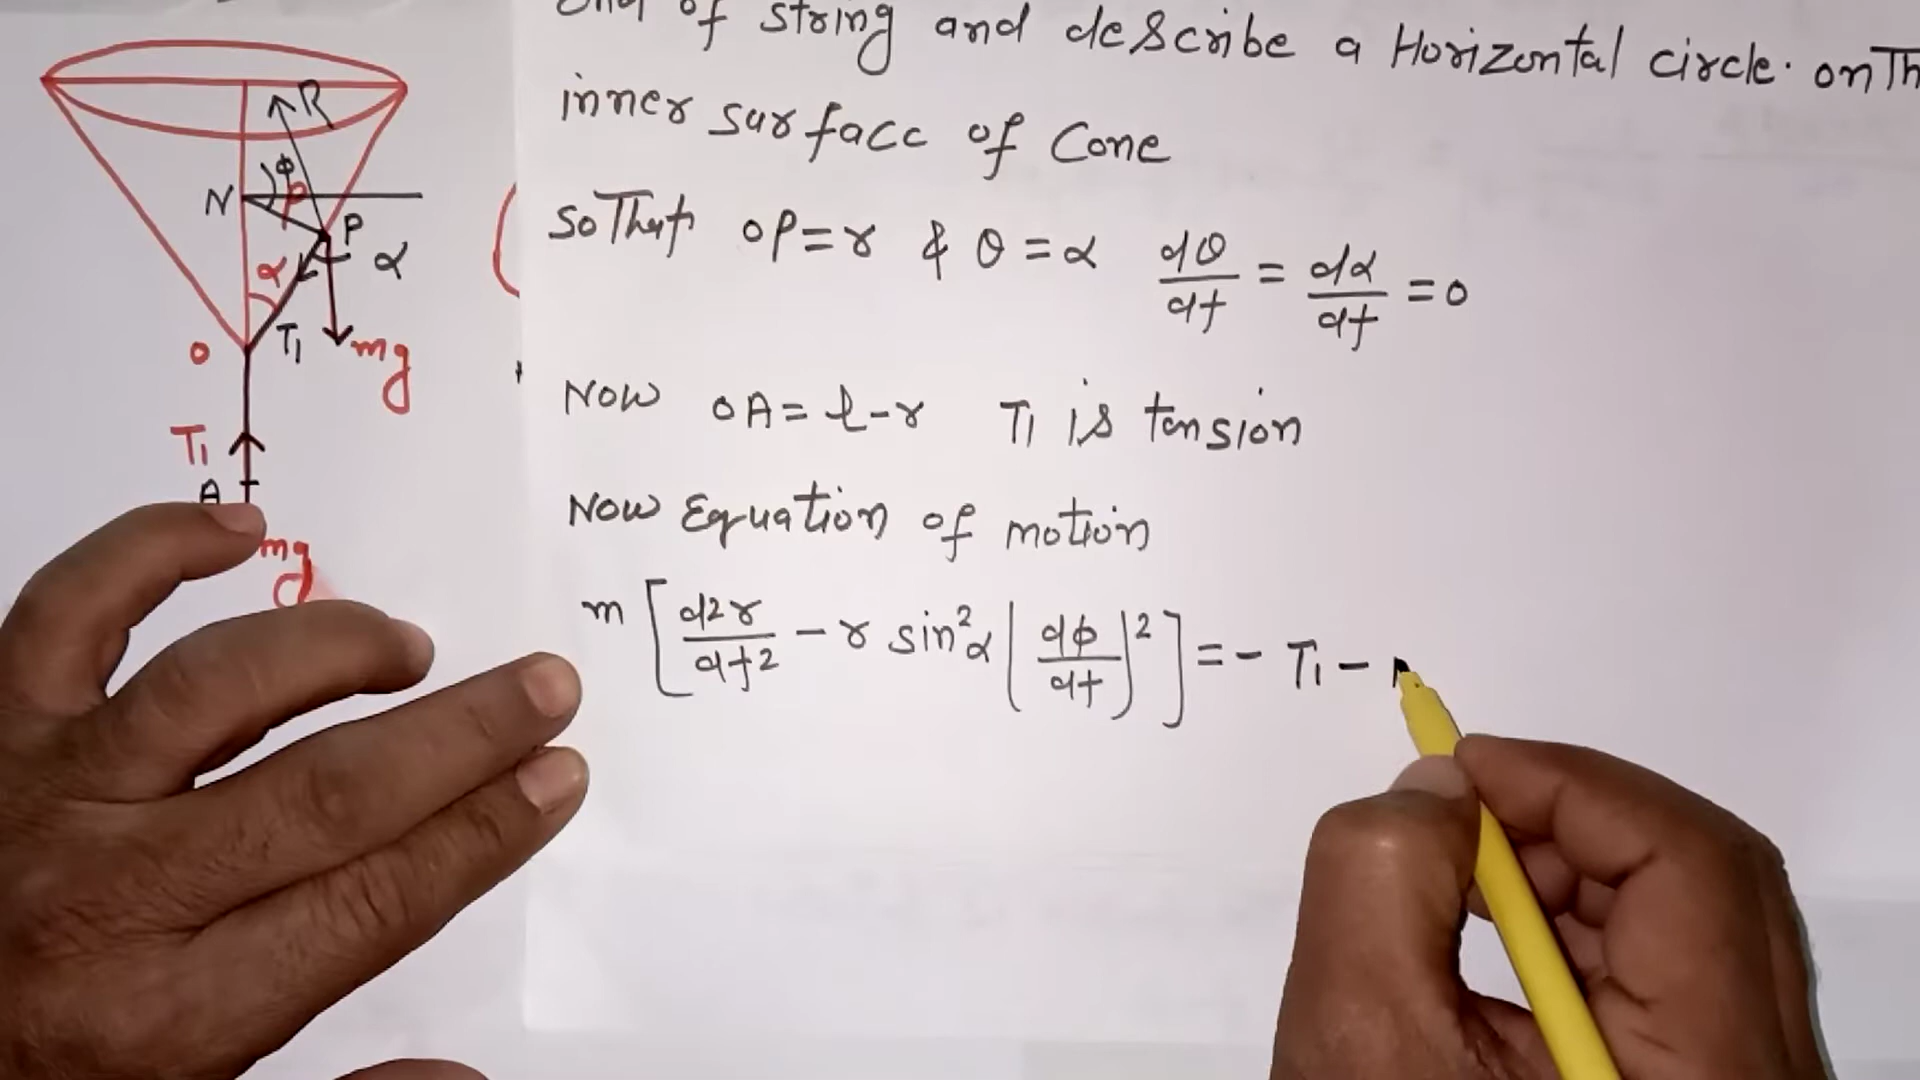 of string and describe a Horizontal circle. on Th
inner surface of Cone
So That OP=r & θ=α dθ/dt = dα/dt = 0
Now OA=l-r T1 is tension
Now Equation of motion
m [d2r/dt2 - r sin²α (dφ/dt)²] = - T1 -
R
φ
N
P
P
α
α
T1
O
mg
T1
A
mg